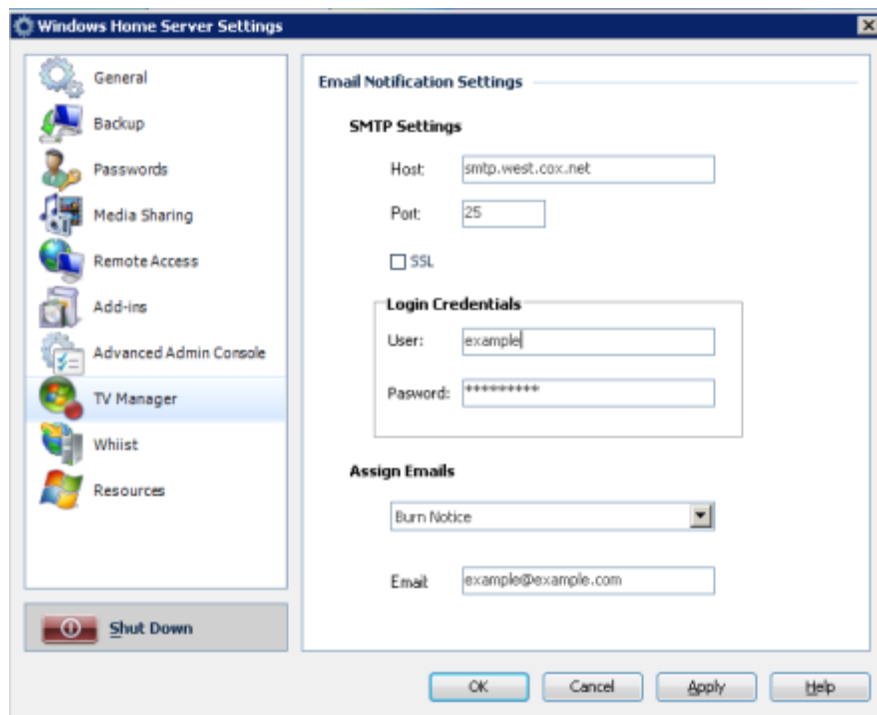 Windows Home Server Settings
General
Backup
Passwords
Media Sharing
Remote Access
Add-ins
Advanced Admin Console
TV Manager
Whiist
Resources
Shut Down
Email Notification Settings
SMTP Settings
Host: smtp.west.cox.net
Port: 25
SSL
Login Credentials
User: example
Pasword: *********
Assign Emails
Burn Notice
Email: example@example.com
OK
Cancel
Apply
Help